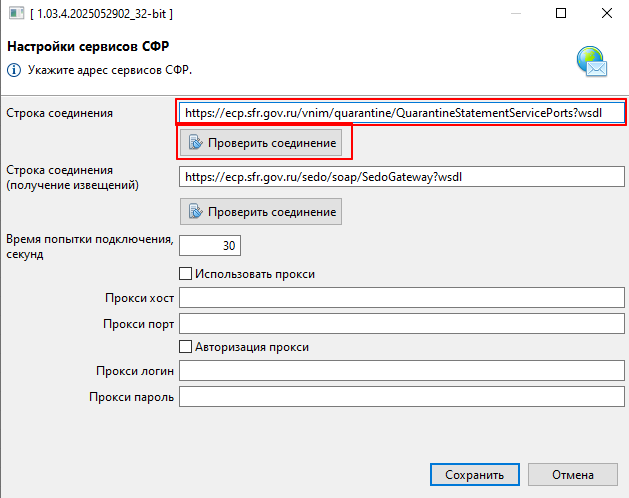 [ 1.03.4.2025052902_32-bit ]
Настройки сервисов СФР
Укажите адрес сервисов СФР.
Строка соединения
https://ecp.sfr.gov.ru/vnim/quarantine/QuarantineStatementServicePorts?wsdl
Проверить соединение
Строка соединения
(получение извещений)
https://ecp.sfr.gov.ru/sedo/soap/SedoGateway?wsdl
Проверить соединение
Время попытки подключения,
секунд
30
Использовать прокси
Прокси хост
Прокси порт
Авторизация прокси
Прокси логин
Прокси пароль
Сохранить
Отмена